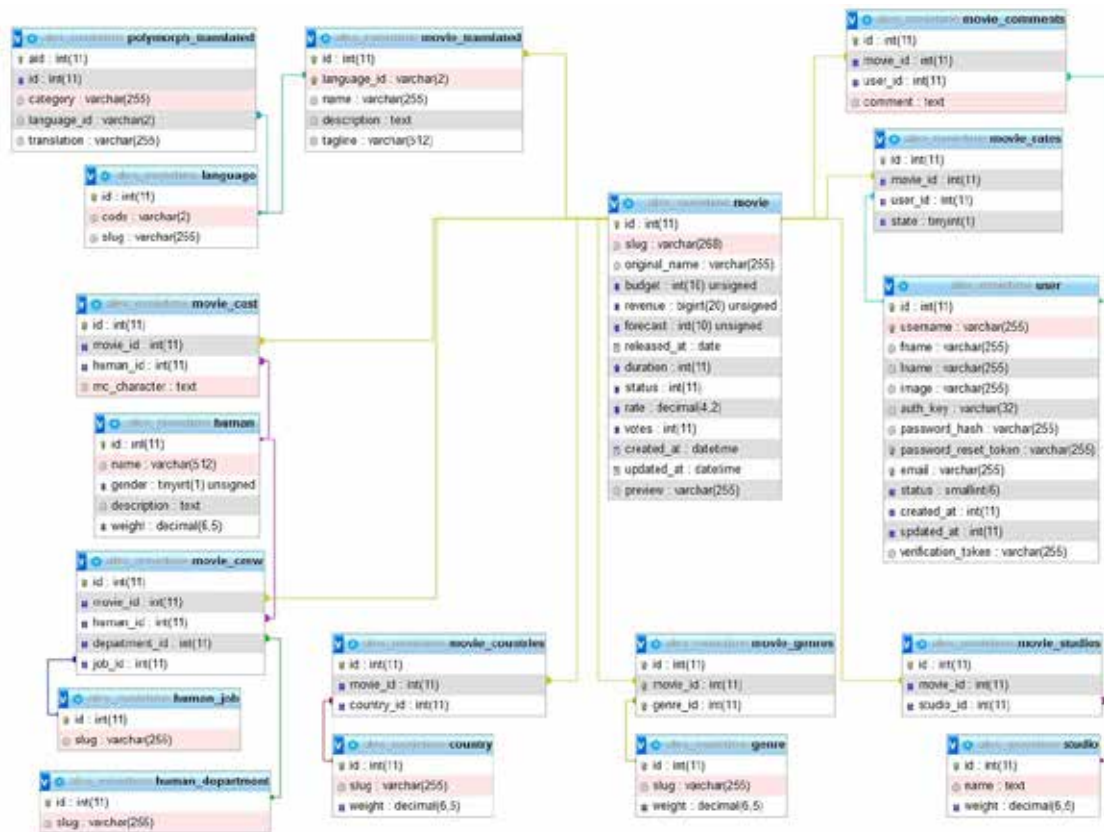 polymorph_translated
aid : int(11)
id : int(11)
category : varchar(255)
language_id : varchar(2)
translation : varchar(255)
movie_translated
id : int(11)
language_id : varchar(2)
name : varchar(255)
description : text
tagline : varchar(512)
language
id : int(11)
code : varchar(2)
slug : varchar(255)
movie_comments
id : int(11)
movie_id : int(11)
user_id : int(11)
comment : text
movie_rates
id : int(11)
movie_id : int(11)
user_id : int(11)
state : tinyint(1)
movie
id : int(11)
slug : varchar(268)
original_name : varchar(255)
budget : int(10) unsigned
revenue : bigint(20) unsigned
forecast : int(10) unsigned
released_at : date
duration : int(11)
status : int(11)
rate : decimal(4,2)
votes : int(11)
created_at : datetime
updated_at : datetime
preview : varchar(255)
user
id : int(11)
username : varchar(255)
fname : varchar(255)
lname : varchar(255)
image : varchar(255)
auth_key : varchar(32)
password_hash : varchar(255)
password_reset_token : varchar(255)
email : varchar(255)
status : smallint(6)
created_at : int(11)
updated_at : int(11)
verification_token : varchar(255)
movie_cast
id : int(11)
movie_id : int(11)
human_id : int(11)
mc_character : text
human
id : int(11)
name : varchar(512)
gender : tinyint(1) unsigned
description : text
weight : decimal(6,5)
movie_crew
id : int(11)
movie_id : int(11)
human_id : int(11)
department_id : int(11)
job_id : int(11)
human_job
id : int(11)
slug : varchar(255)
human_department
id : int(11)
slug : varchar(255)
movie_countries
id : int(11)
movie_id : int(11)
country_id : int(11)
country
id : int(11)
slug : varchar(255)
weight : decimal(6,5)
movie_genres
id : int(11)
movie_id : int(11)
genre_id : int(11)
genre
id : int(11)
slug : varchar(255)
weight : decimal(6,5)
movie_studios
id : int(11)
movie_id : int(11)
studio_id : int(11)
studio
id : int(11)
name : text
weight : decimal(6,5)